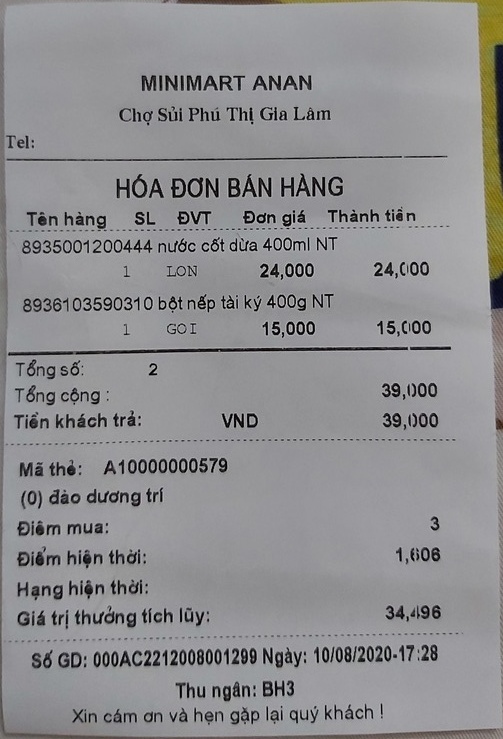 MINIMART ANAN
Chợ Sủi Phú Thị Gia Lâm
Tel:
HÓA ĐƠN BÁN HÀNG
Tên hàng SL ĐVT Đơn giá Thành tiền
8935001200444 nước cốt dừa 400ml NT
1 LON 24,000 24,000
8936103590310 bột nếp tài ký 400g NT
1 GOI 15,000 15,000
Tổng số: 2
Tổng cộng : 39,000
Tiền khách trả: VND 39,000
Mã thẻ: A10000000579
(0) đào dương trí
Điểm mua: 3
Điểm hiện thời: 1,606
Hạng hiện thời:
Giá trị thưởng tích lũy: 34,496
Số GD: 000AC2212008001299 Ngày: 10/08/2020-17:28
Thu ngân: BH3
Xin cám ơn và hẹn gặp lại quý khách !